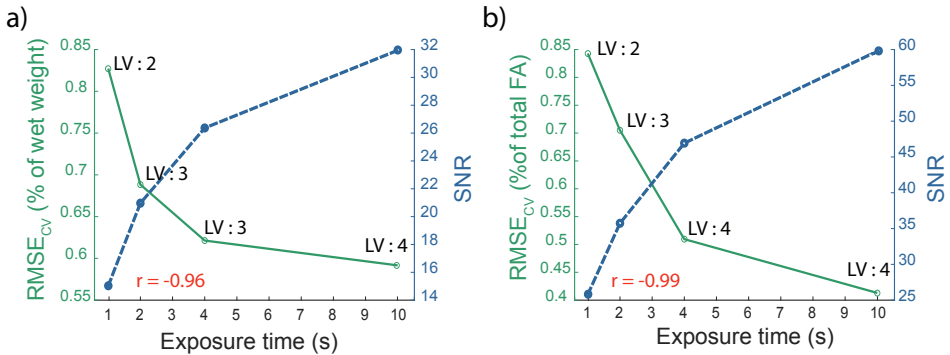 a)
RMSECV (% of wet weight)
0.85
0.8
0.75
0.7
0.65
0.6
0.55
LV : 2
LV : 3
LV : 3
LV : 4
r = -0.96
32
30
28
26
24
22
20
18
16
14
SNR
1 2 3 4 5 6 7 8 9 10
Exposure time (s)
b)
RMSECV (%of total FA)
0.85
0.8
0.75
0.7
0.65
0.6
0.55
0.5
0.45
0.4
LV : 2
LV : 3
LV : 4
LV : 4
r = -0.99
60
55
50
45
40
35
30
25
SNR
1 2 3 4 5 6 7 8 9 10
Exposure time (s)